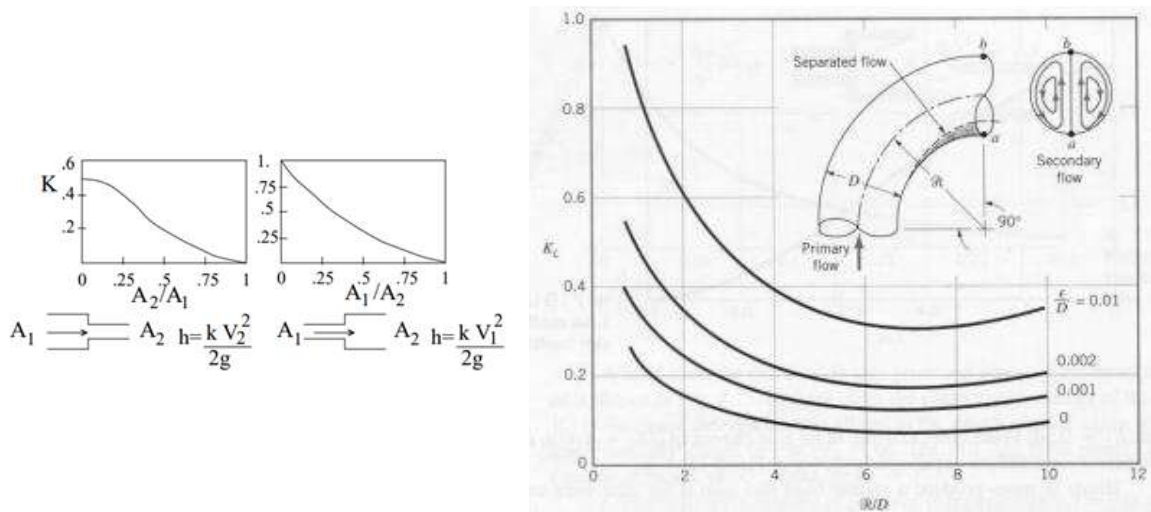 K
.6
.4
.2
0 .25 .5 .75 1
A2/A1
A1
A2
h=k V2^2
2g
1.
.75
.5
.25
0 .25 .5 .75 1
A1/A2
A1
A2
h=k V1^2
2g
1.0
0.8
0.6
0.4
0.2
0
0 2 4 6 8 10 12
ℛ/D
Separated flow
b
a
D
ℛ
90°
Primary
flow
b
a
Secondary
flow
ϵ/D = 0.01
0.002
0.001
0